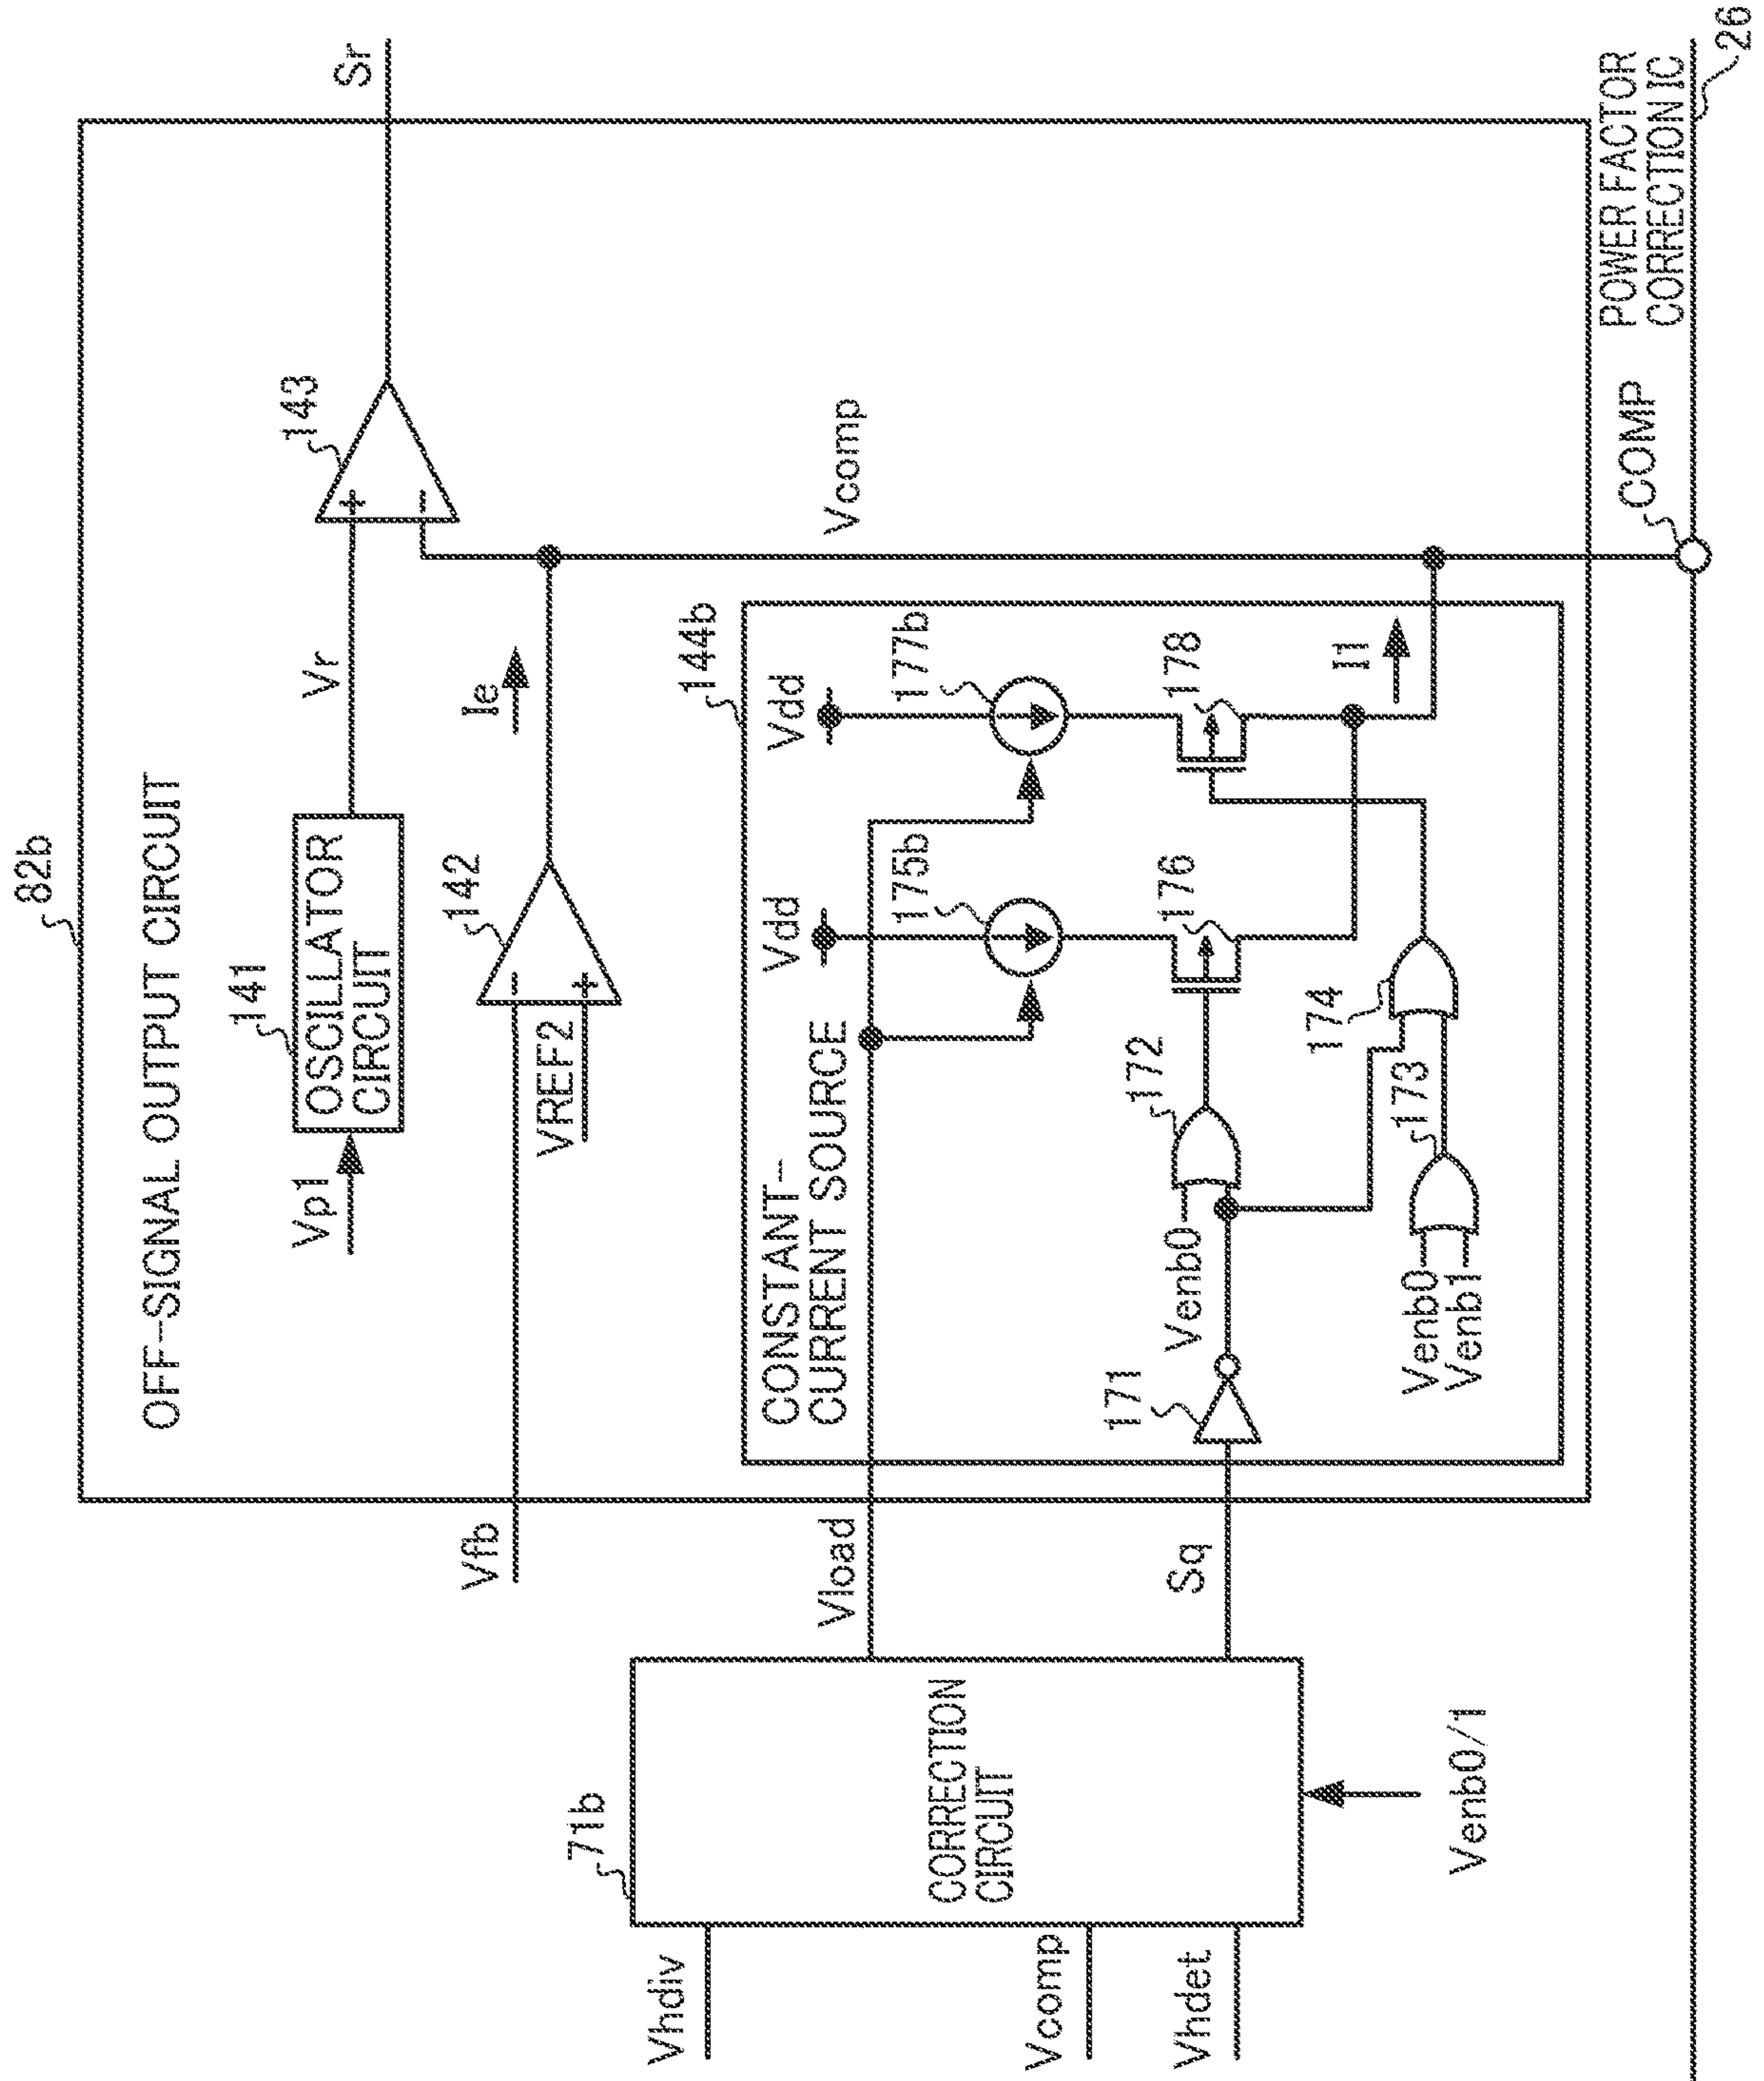 82b
OFF-SIGNAL OUTPUT CIRCUIT
141
OSCILLATOR
CIRCUIT
Vp1
Vr
143
+
−
Sr
142
−
+
Vfb
VREF2
Ie
Vcomp
144b
CONSTANT-
CURRENT SOURCE
Vdd
Vdd
175b
177b
176
178
171
172
Venb0
173
Venb0
Venb1
174
I1
71b
CORRECTION
CIRCUIT
Vhdiv
Vcomp
Vhdet
Vload
Sq
Venb0/1
COMP
POWER FACTOR
CORRECTION IC
26